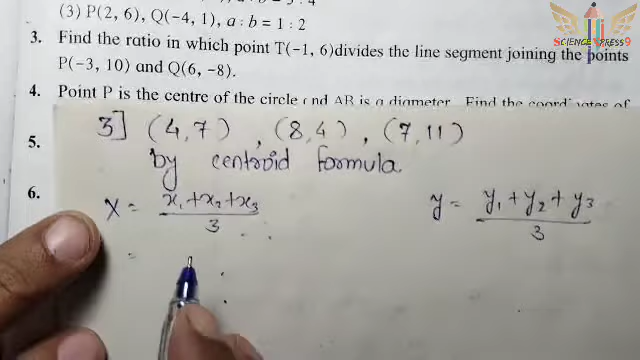 (3) P(2, 6), Q(-4, 1), a : b = 1 : 2
SCIENCE XPRESS9
3. Find the ratio in which point T(-1, 6)divides the line segment joining the points
P(-3, 10) and Q(6, -8).
4. Point P is the centre of the circle and AB is a diameter. Find the coordinates of
5.
6.
3] (4,7) , (8,4) , (7,11)
by centroid formula.
x = x₁+x₂+x₃ / 3 y = y₁+y₂+y₃ / 3
=